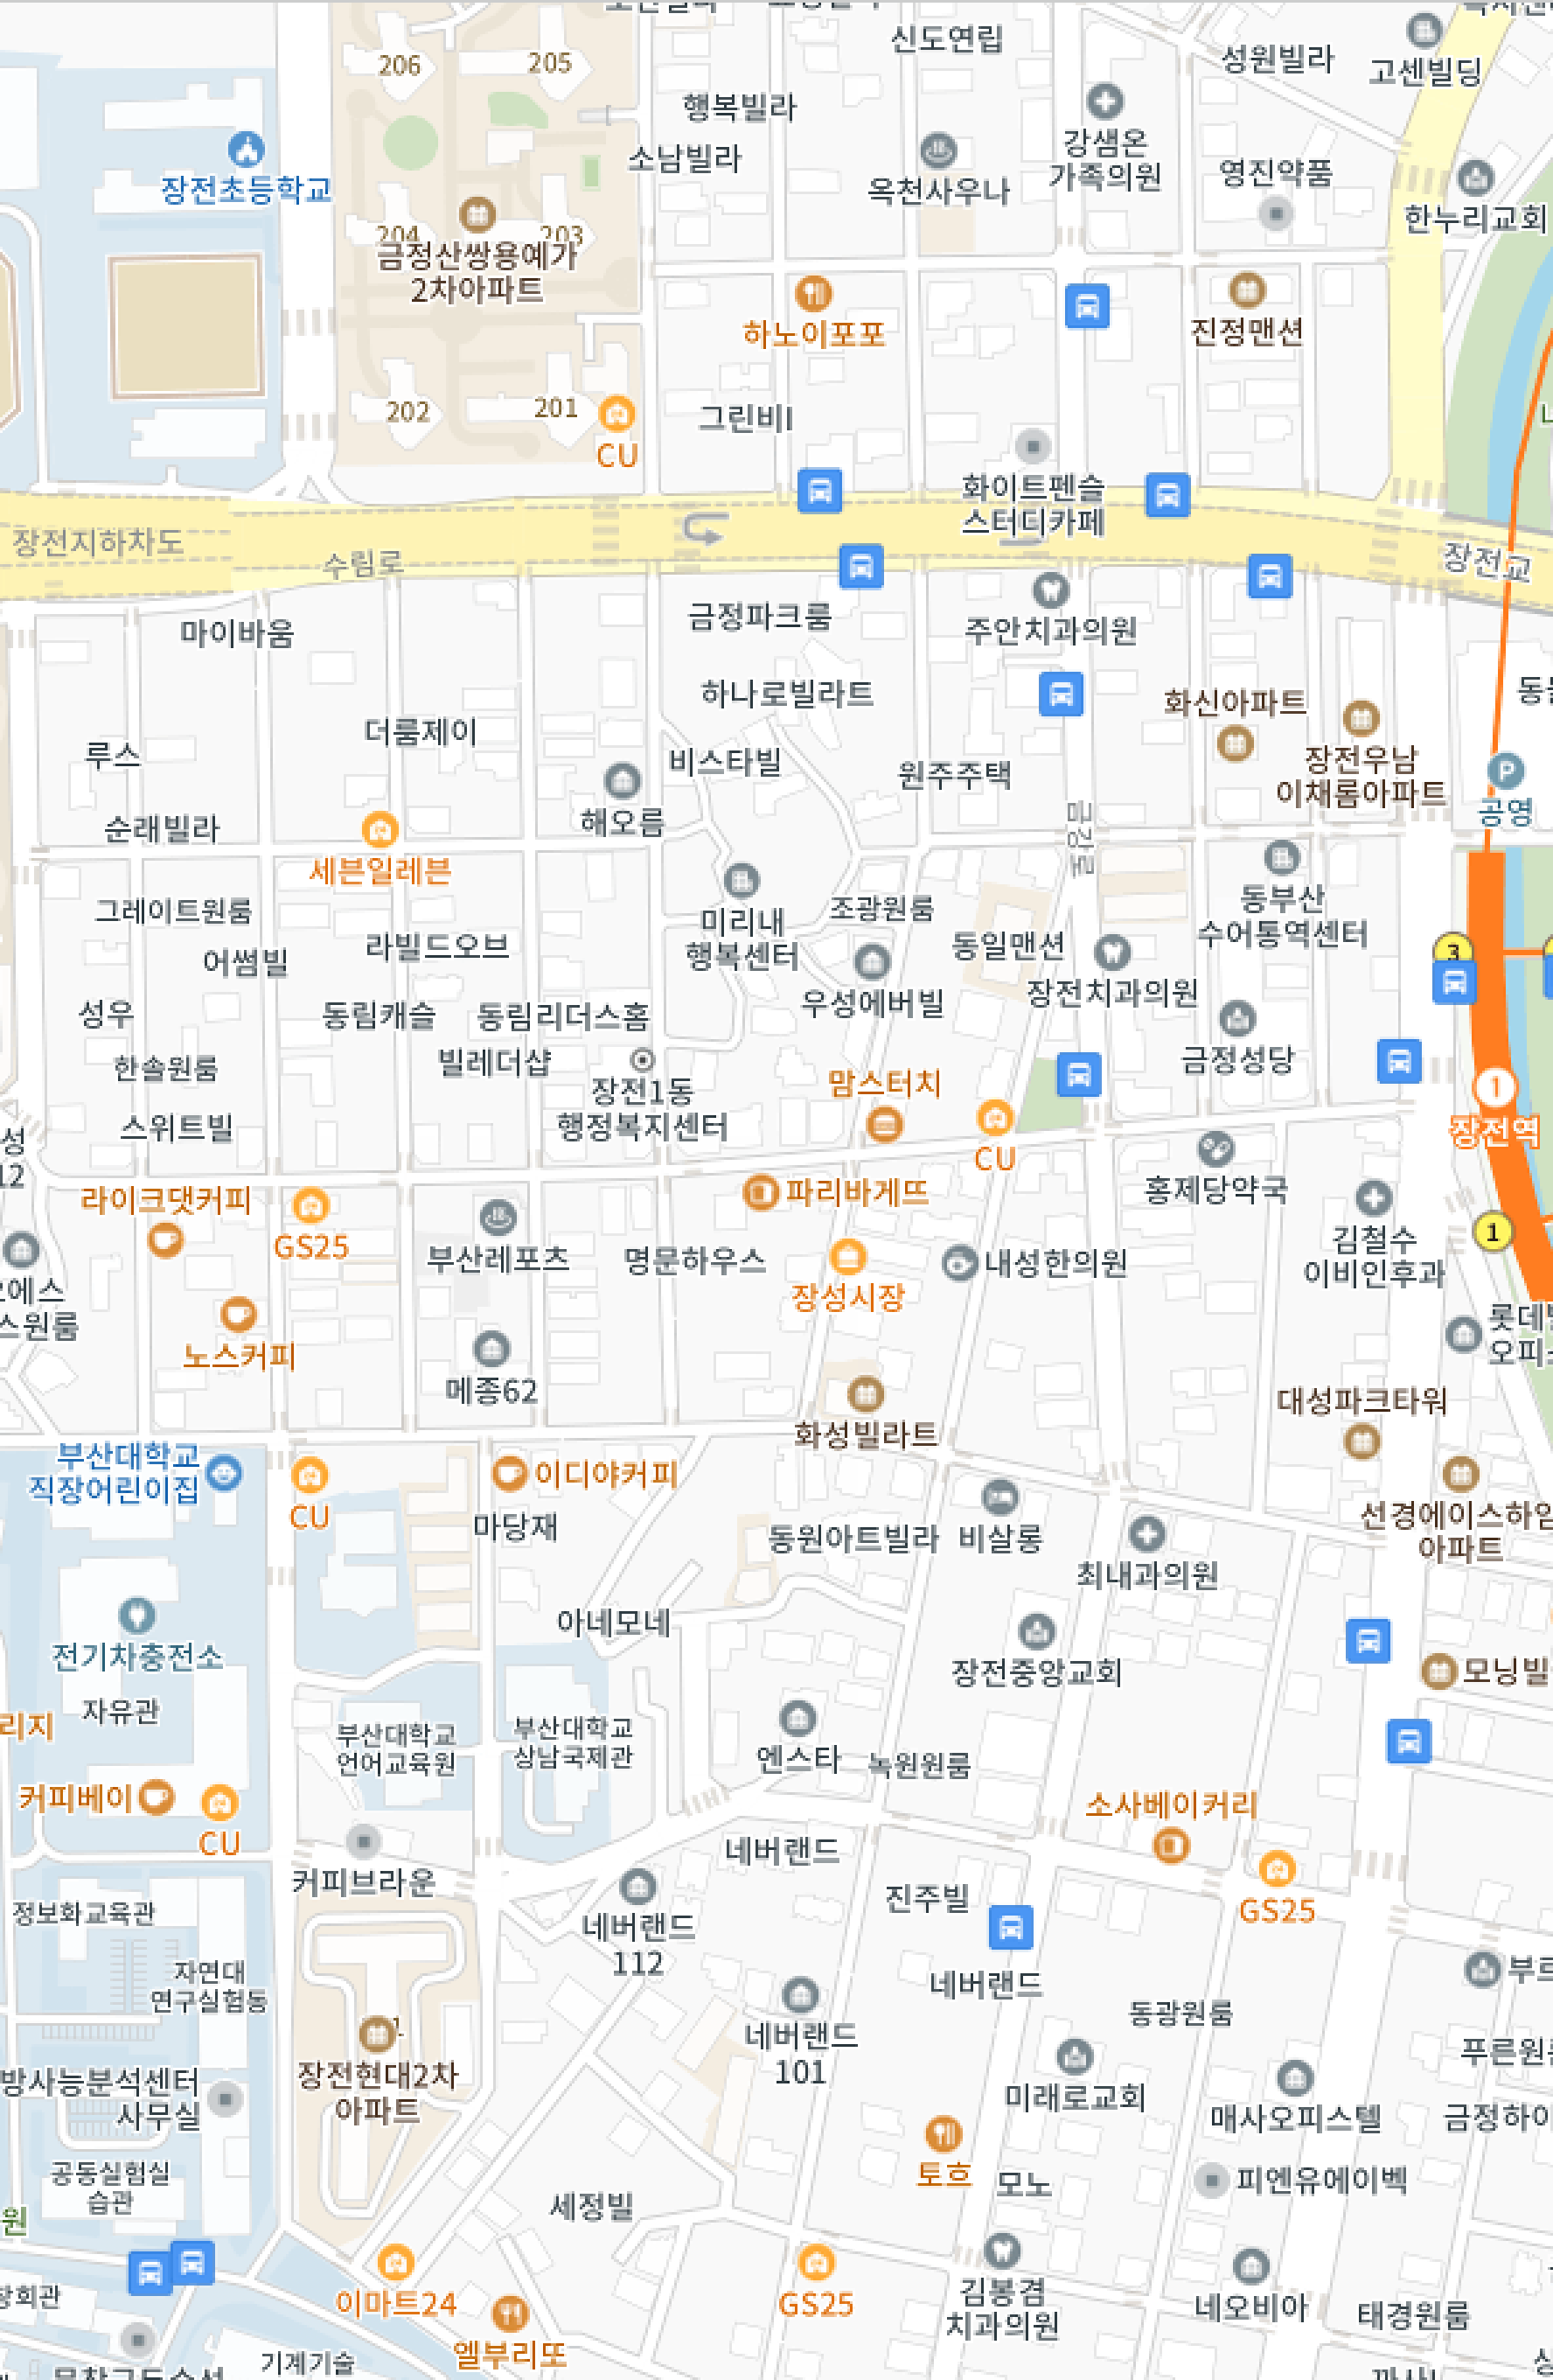 신도연립
성원빌라
고센빌딩
206
205
행복빌라
소남빌라
강샘온
가족의원
옥천사우나
영진약품
한누리교회
장전초등학교
204
203
금정산쌍용예가
2차아파트
하노이포포
진정맨션
202
201
CU
그린비I
화이트펜슬
스터디카페
장전지하차도
수림로
장전교
마이바움
금정파크룸
주안치과의원
하나로빌라트
화신아파트
더룸제이
루스
비스타빌
원주주택
장전우남
이채롬아파트
공영
순래빌라
해오름
금강로
세븐일레븐
그레이트원룸
어썸빌
라빌드오브
미리내
행복센터
조광원룸
동일맨션
동부산
수어통역센터
3
성우
동림캐슬
동림리더스홈
우성에버빌
장전치과의원
한솔원룸
빌레더샵
장전1동
행정복지센터
맘스터치
금정성당
1
장전역
스위트빌
CU
라이크댓커피
GS25
파리바게뜨
홍제당약국
부산레포츠
명문하우스
장성시장
내성한의원
김철수
이비인후과
1
노스커피
메종62
화성빌라트
대성파크타워
부산대학교
직장어린이집
CU
이디야커피
마당재
동원아트빌라
비살롱
최내과의원
선경에이스하임
아파트
아네모네
전기차충전소
자유관
장전중앙교회
모닝빌
부산대학교
언어교육원
부산대학교
상남국제관
엔스타
녹원원룸
커피베이
CU
소사베이커리
GS25
커피브라운
네버랜드
정보화교육관
네버랜드
112
진주빌
자연대
연구실험동
네버랜드
동광원룸
네버랜드
101
장전현대2차
아파트
미래로교회
방사능분석센터
사무실
매사오피스텔
토흐
모노
피엔유에이벡
공동실험실
습관
세정빌
이마트24
GS25
김봉겸
치과의원
네오비아
태경원룸
엘부리또
기계기술